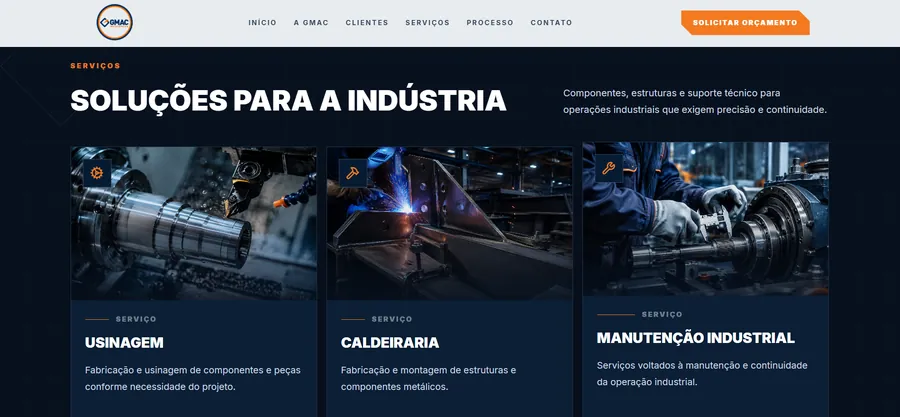 GMAC
INÍCIO A GMAC CLIENTES SERVIÇOS PROCESSO CONTATO
SOLICITAR ORÇAMENTO
SERVIÇOS
SOLUÇÕES PARA A INDÚSTRIA
Componentes, estruturas e suporte técnico para
operações industriais que exigem precisão e continuidade.
SERVIÇO
USINAGEM
Fabricação e usinagem de componentes e peças
conforme necessidade do projeto.
SERVIÇO
CALDEIRARIA
Fabricação e montagem de estruturas e
componentes metálicos.
SERVIÇO
MANUTENÇÃO INDUSTRIAL
Serviços voltados à manutenção e continuidade
da operação industrial.